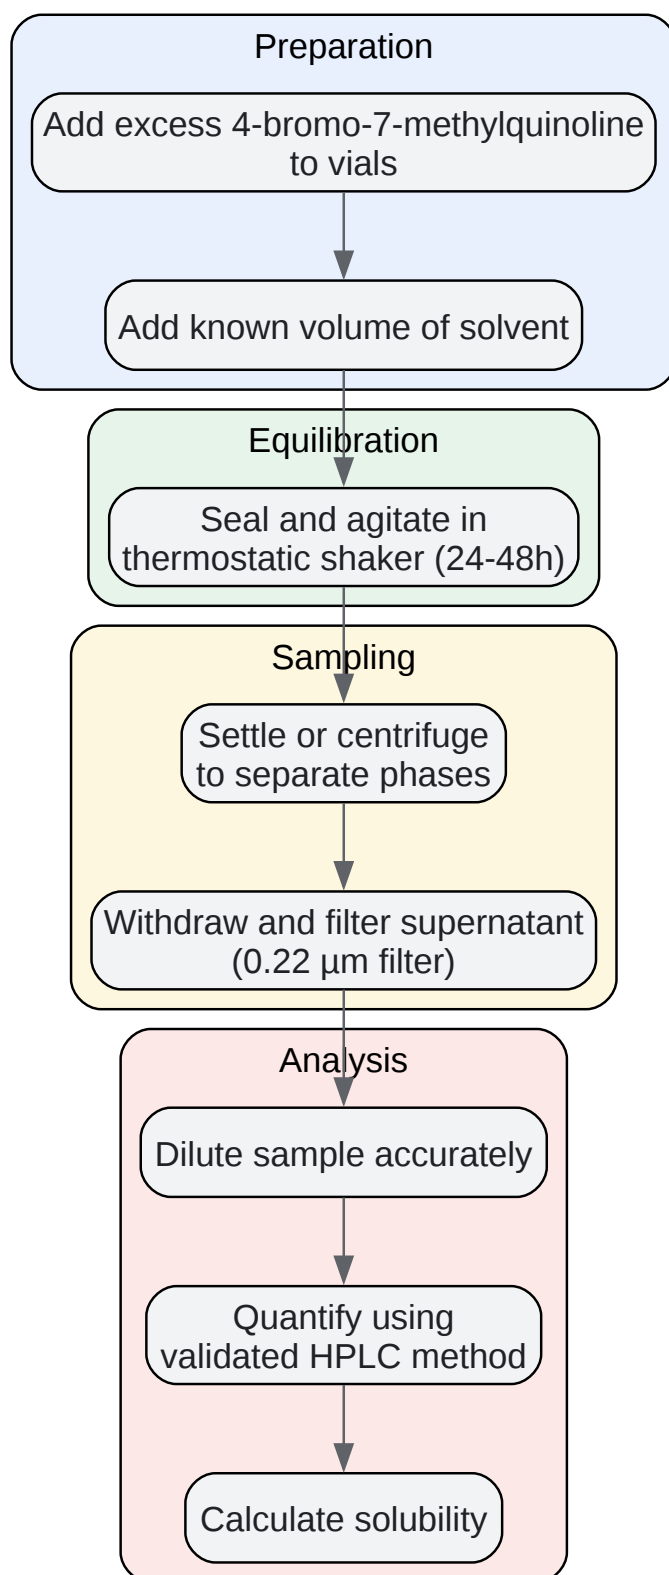 Preparation
Add excess 4-bromo-7-methylquinoline
to vials
Add known volume of solvent
Equilibration
Seal and agitate in
thermostatic shaker (24-48h)
Sampling
Settle or centrifuge
to separate phases
Withdraw and filter supernatant
(0.22 µm filter)
Analysis
Dilute sample accurately
Quantify using
validated HPLC method
Calculate solubility